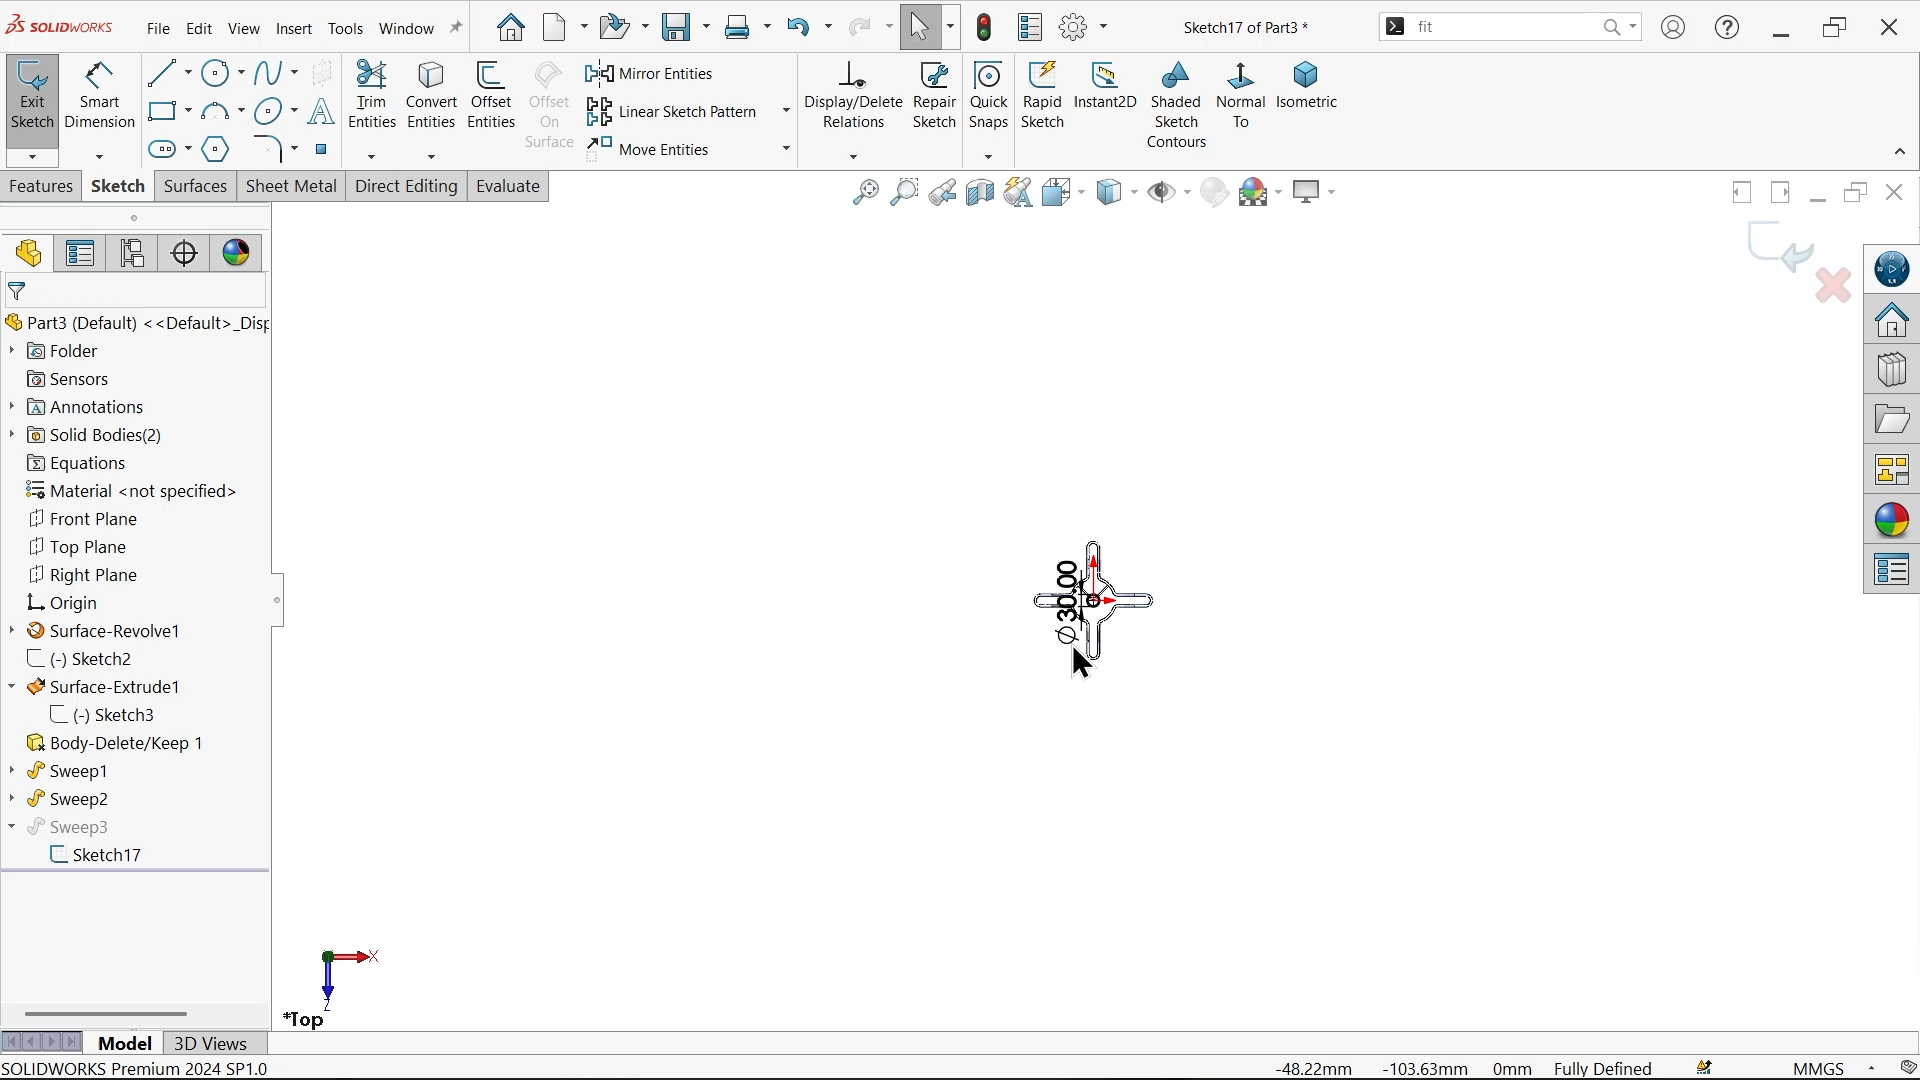 SOLIDWORKS File Edit View Insert Tools Window Sketch17 of Part3 * fit
Exit Sketch
Smart Dimension
Trim Entities
Convert Entities
Offset Entities
Offset On Surface
Mirror Entities
Linear Sketch Pattern
Move Entities
Display/Delete Relations
Repair Sketch
Quick Snaps
Rapid Sketch
Instant2D
Shaded Sketch Contours
Normal To
Isometric
Features Sketch Surfaces Sheet Metal Direct Editing Evaluate
Part3 (Default) <<Default>_Disp
Folder
Sensors
Annotations
Solid Bodies(2)
Equations
Material <not specified>
Front Plane
Top Plane
Right Plane
Origin
Surface-Revolve1
(-) Sketch2
Surface-Extrude1
(-) Sketch3
Body-Delete/Keep 1
Sweep1
Sweep2
Sweep3
Sketch17
∅30.00
X
Z
*Top
Model 3D Views
SOLIDWORKS Premium 2024 SP1.0 -48.22mm -103.63mm 0mm Fully Defined MMGS